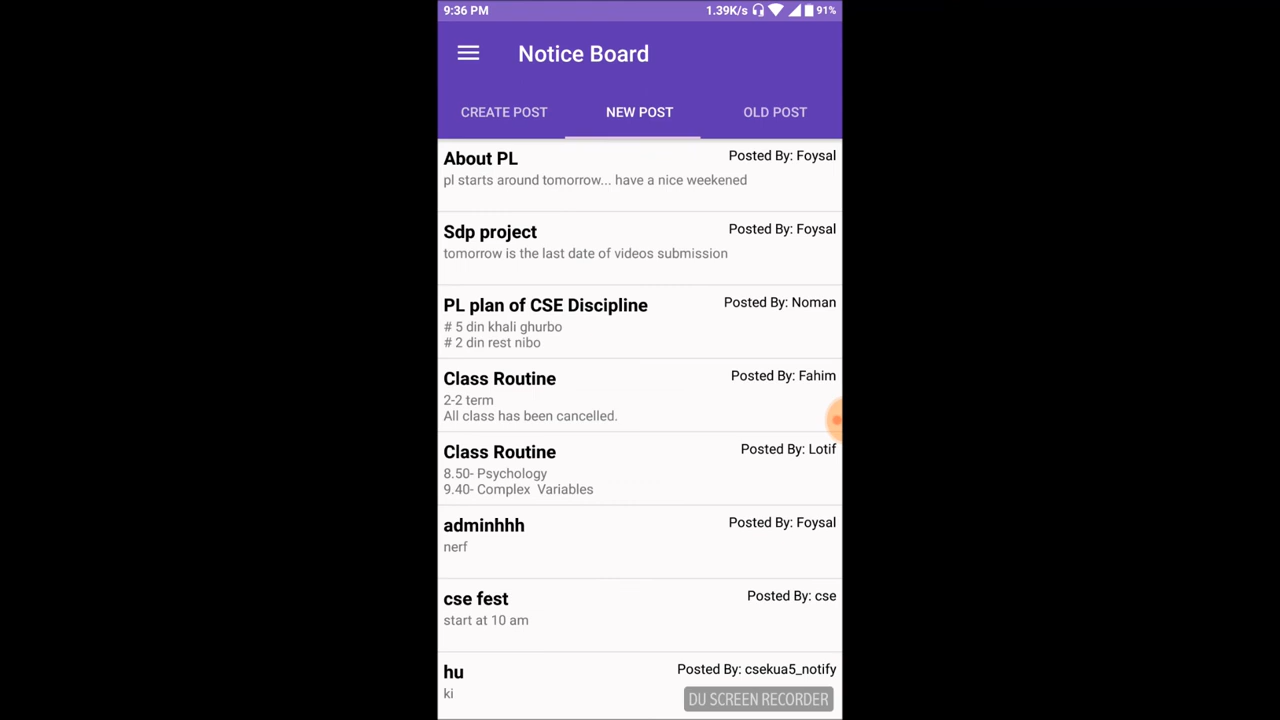 9:36 PM 1.39K/s 91%
Notice Board
CREATE POST NEW POST OLD POST
About PL Posted By: Foysal
pl starts around tomorrow... have a nice weekened
Sdp project Posted By: Foysal
tomorrow is the last date of videos submission
PL plan of CSE Discipline Posted By: Noman
# 5 din khali ghurbo
# 2 din rest nibo
Class Routine Posted By: Fahim
2-2 term
All class has been cancelled.
Class Routine Posted By: Lotif
8.50- Psychology
9.40- Complex Variables
adminhhh Posted By: Foysal
nerf
cse fest Posted By: cse
start at 10 am
hu Posted By: csekua5_notify
ki
DU SCREEN RECORDER